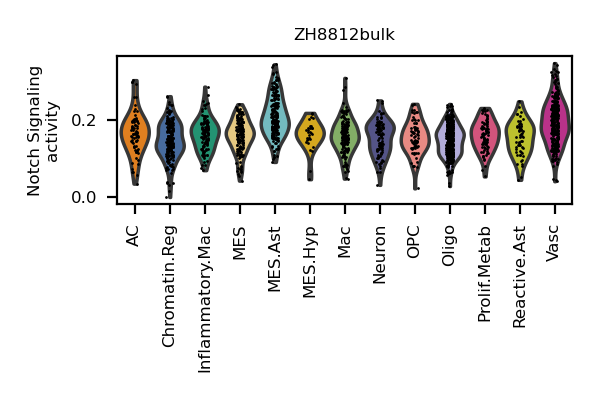 ZH8812bulk
Notch Signaling
activity
0.2
0.0
AC
Chromatin.Reg
Inflammatory.Mac
MES
MES.Ast
MES.Hyp
Mac
Neuron
OPC
Oligo
Prolif.Metab
Reactive.Ast
Vasc